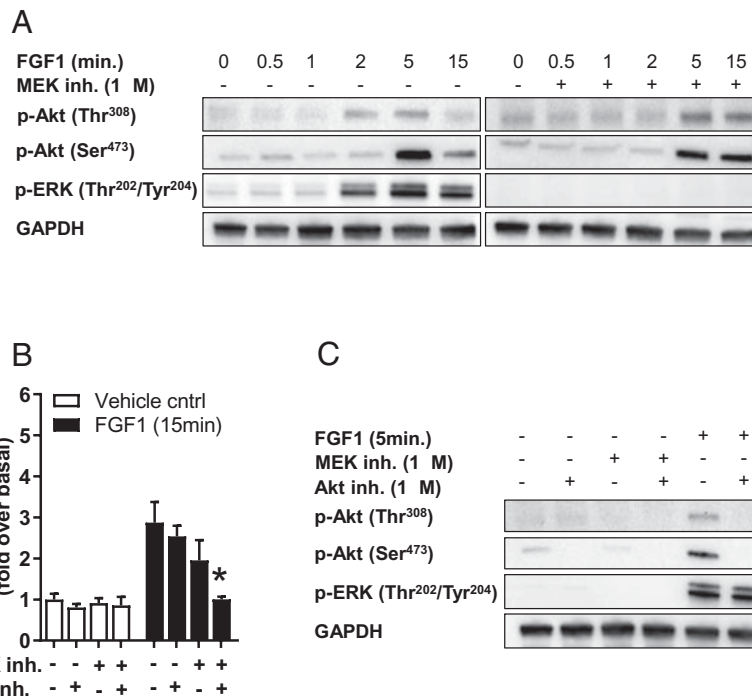 A
FGF1 (min.) 0 0.5 1 2 5 15 0 0.5 1 2 5 15
MEK inh. (1 M) - - - - - - - + + + + +
p-Akt (Thr308)
p-Akt (Ser473)
p-ERK (Thr202/Tyr204)
GAPDH
B
6
5
4
3
2
1
0
(fold over basal)
Vehicle cntrl
FGF1 (15min)
*
inh. - - + + - - + +
nh. - + - + - + - +
C
FGF1 (5min.) - - - - + +
MEK inh. (1 M) - - + + - -
Akt inh. (1 M) - + - + - +
p-Akt (Thr308)
p-Akt (Ser473)
p-ERK (Thr202/Tyr204)
GAPDH